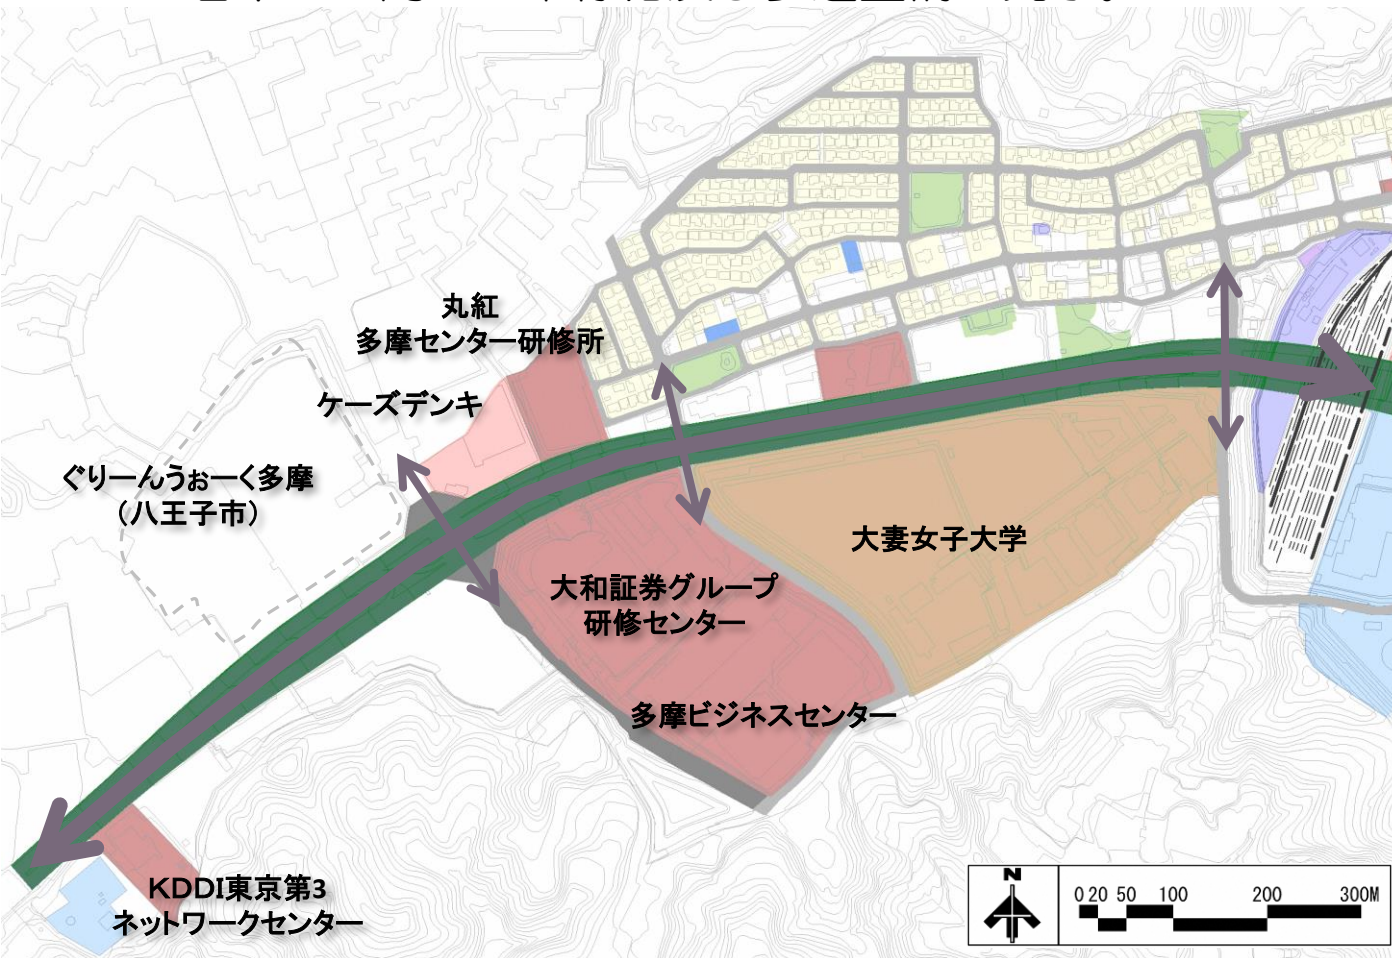 丸紅
多摩センター研修所
ケーズデンキ
ぐりーんうぉーく多摩
(八王子市)
大妻女子大学
大和証券グループ
研修センター
多摩ビジネスセンター
KDDI東京第3
ネットワークセンター
N
0 20 50 100 200 300M